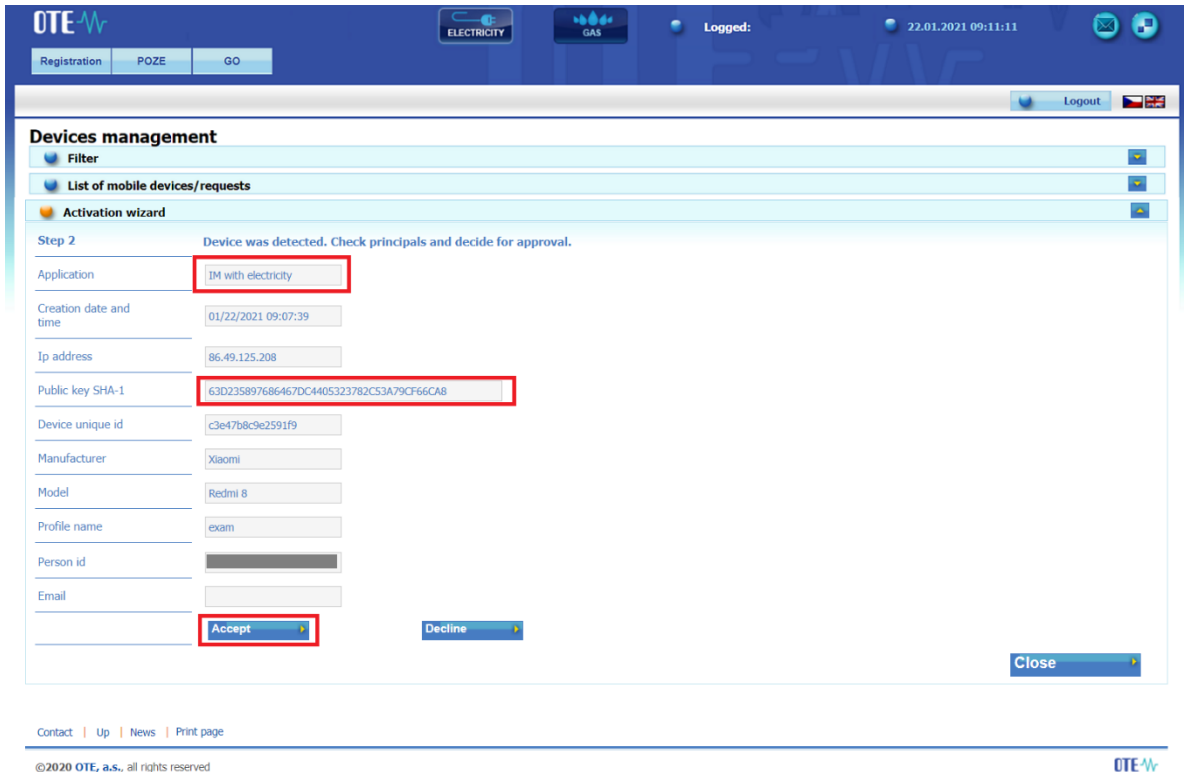 OTE
ELECTRICITY
GAS
Logged:
22.01.2021 09:11:11
Registration
POZE
GO
Logout
Devices management
Filter
List of mobile devices/requests
Activation wizard
Step 2
Device was detected. Check principals and decide for approval.
Application
IM with electricity
Creation date and
time
01/22/2021 09:07:39
Ip address
86.49.125.208
Public key SHA-1
63D235897686467DC4405323782C53A79CF66CA8
Device unique id
c3e47b8c9e2591f9
Manufacturer
Xiaomi
Model
Redmi 8
Profile name
exam
Person id
Email
Accept
Decline
Close
Contact | Up | News | Print page
©2020 OTE, a.s., all rights reserved
OTE